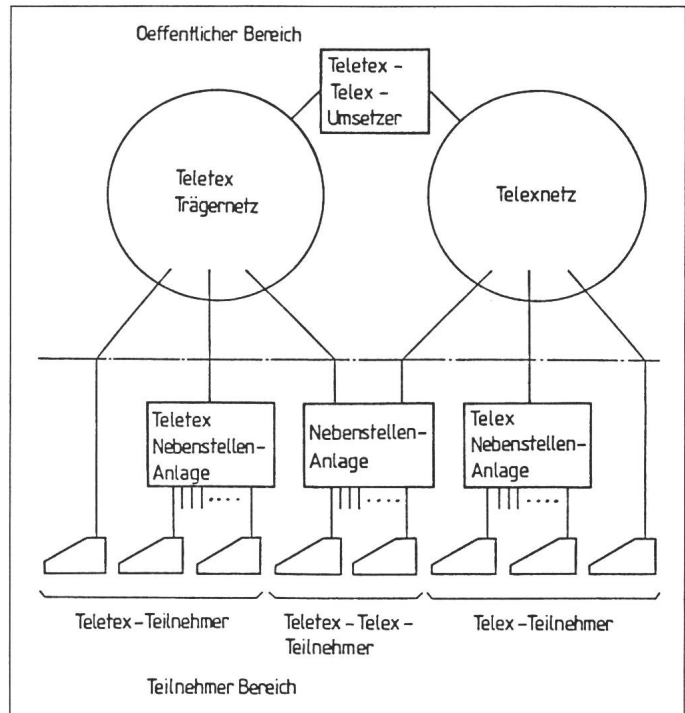 Oeffentlicher Bereich
Teletex –
Telex –
Umsetzer
Teletex
Trägernetz
Telexnetz
Teletex
Nebenstellen–
Anlage
Nebenstellen–
Anlage
Telex
Nebenstellen–
Anlage
Teletex–Teilnehmer
Teletex–Telex–
Teilnehmer
Telex–Teilnehmer
Teilnehmer Bereich